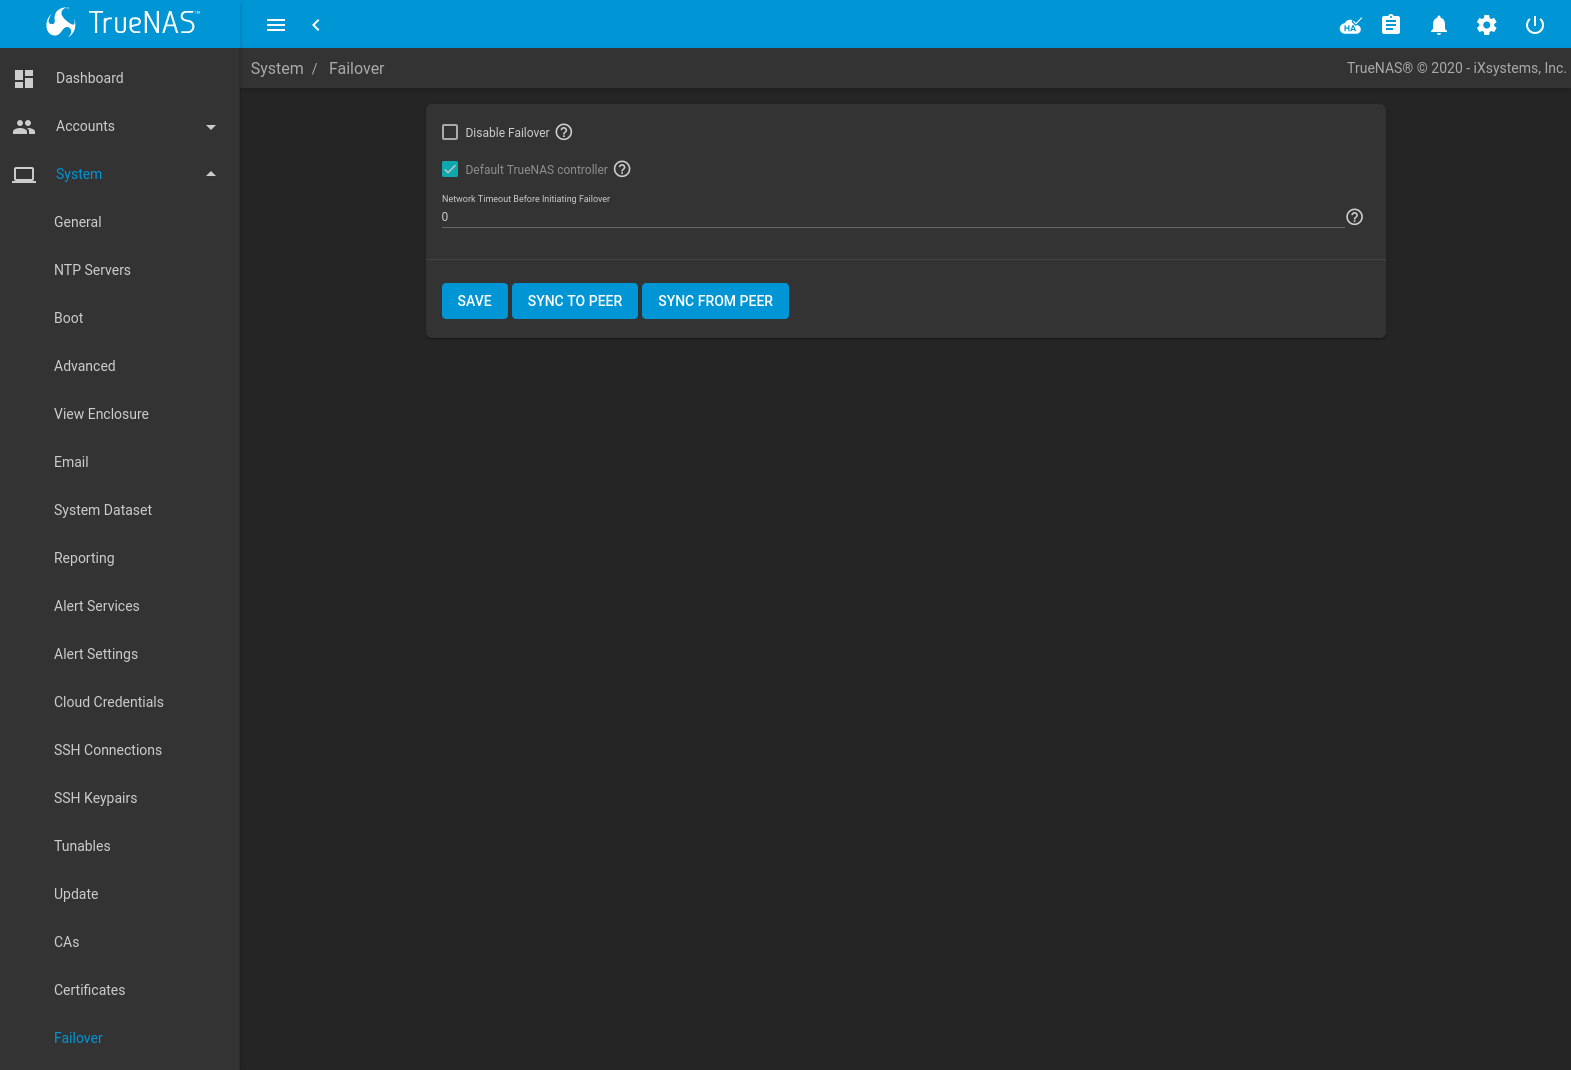 TrueNAS™
HA
System / Failover
TrueNAS® © 2020 - iXsystems, Inc.
Dashboard
Accounts
System
General
NTP Servers
Boot
Advanced
View Enclosure
Email
System Dataset
Reporting
Alert Services
Alert Settings
Cloud Credentials
SSH Connections
SSH Keypairs
Tunables
Update
CAs
Certificates
Failover
Disable Failover ?
Default TrueNAS controller ?
Network Timeout Before Initiating Failover
0 ?
SAVE SYNC TO PEER SYNC FROM PEER